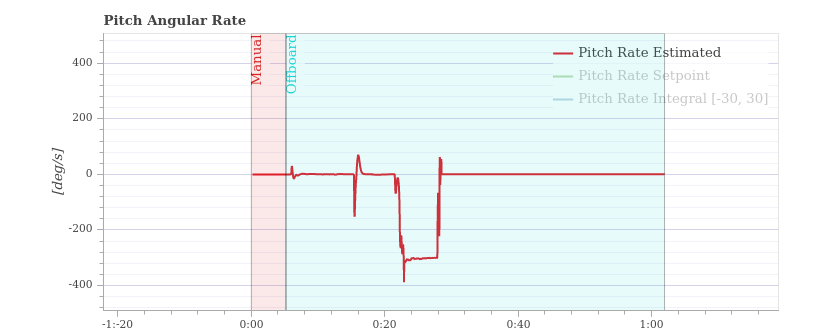 Pitch Angular Rate
Manual
Offboard
Pitch Rate Estimated
Pitch Rate Setpoint
Pitch Rate Integral [-30, 30]
[deg/s]
400
200
0
-200
-400
-1:-20
0:00
0:20
0:40
1:00